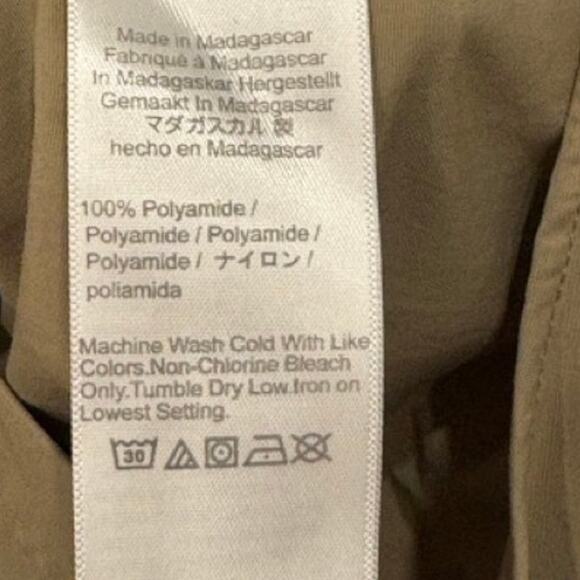 Made in Madagascar
Fabriqué à Madagascar
In Madagaskar Hergestellt
Gemaakt In Madagascar
マダガスカル 製
hecho en Madagascar
100% Polyamide /
Polyamide / Polyamide /
Polyamide / ナイロン /
poliamida
Machine Wash Cold With Like
Colors.Non-Chlorine Bleach
Only.Tumble Dry Low.Iron on
Lowest Setting.
30